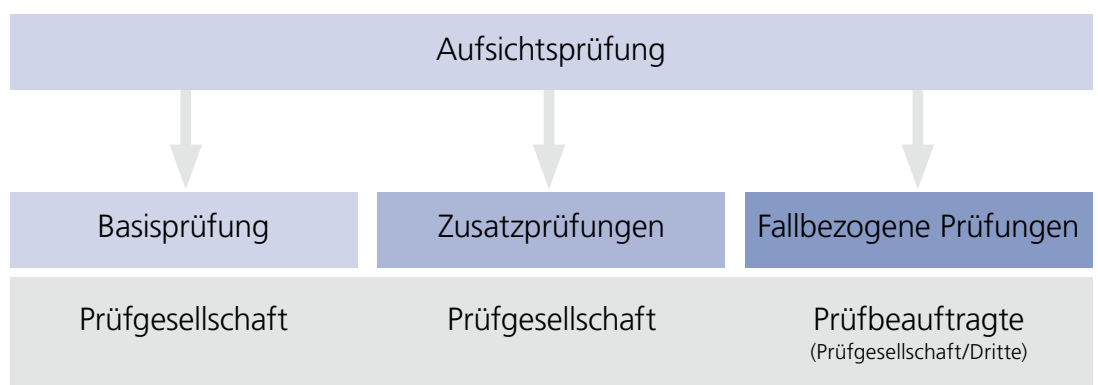 Aufsichtsprüfung
Basisprüfung
Zusatzprüfungen
Fallbezogene Prüfungen
Prüfgesellschaft
Prüfgesellschaft
Prüfbeauftragte
(Prüfgesellschaft/Dritte)